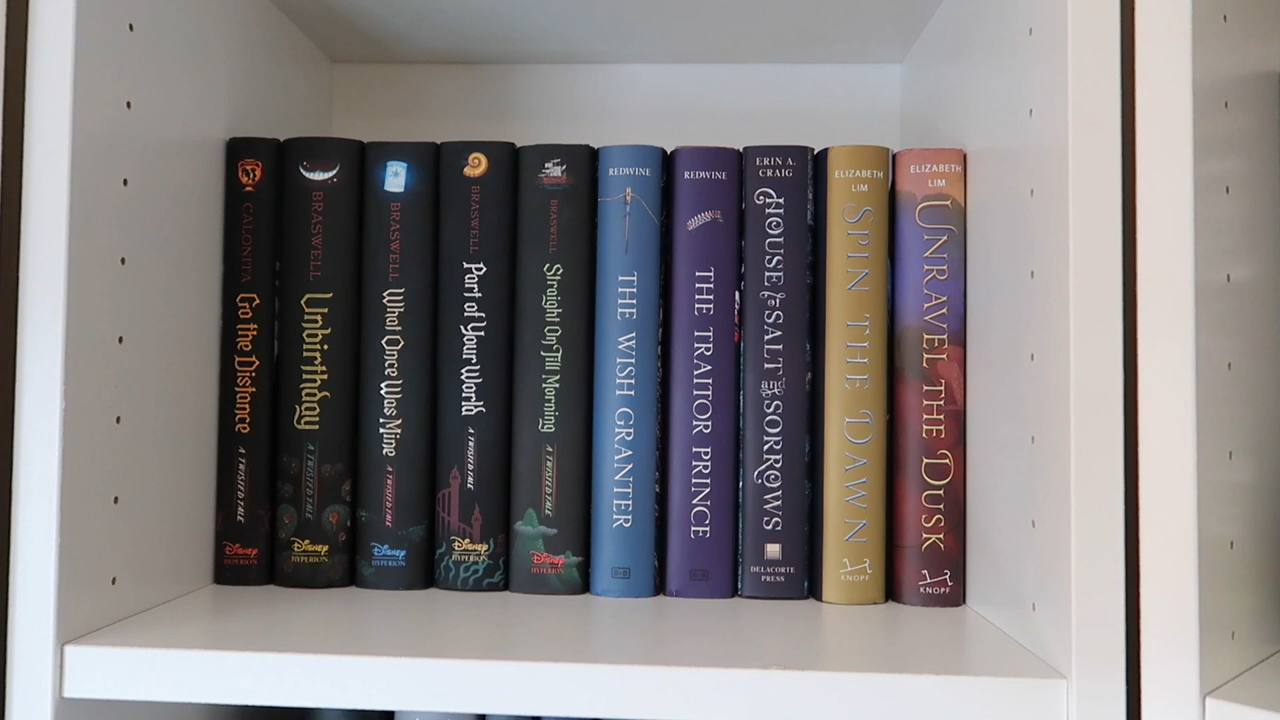 CALONITA Go the Distance A TWISTED TALE
Disney
HYPERION
BRASWELL Unbirthday A TWISTED TALE
Disney
HYPERION
BRASWELL What Once Was Mine A TWISTED TALE
Disney
HYPERION
BRASWELL Part of Your World A TWISTED TALE
Disney
HYPERION
BRASWELL Straight On Till Morning A TWISTED TALE
Disney
HYPERION
REDWINE
THE WISH GRANTER
REDWINE
THE TRAITOR PRINCE
ERIN A.
CRAIG
HOUSE of SALT and SORROWS
DELACORTE
PRESS
ELIZABETH
LIM
SPIN THE DAWN
KNOPF
ELIZABETH
LIM
UNRAVEL THE DUSK
KNOPF